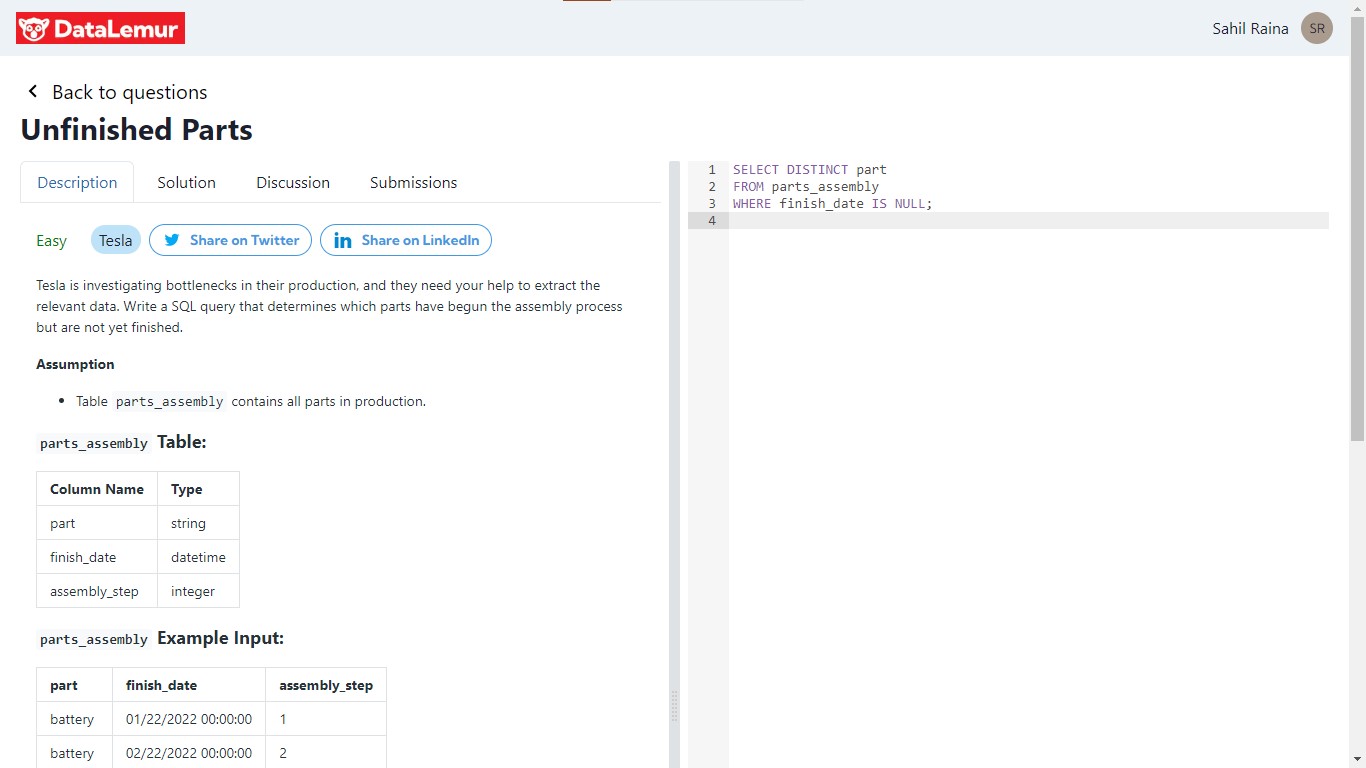 DataLemur
Sahil Raina SR
Back to questions
Unfinished Parts
Description Solution Discussion Submissions
Easy Tesla Share on Twitter in Share on LinkedIn
Tesla is investigating bottlenecks in their production, and they need your help to extract the
relevant data. Write a SQL query that determines which parts have begun the assembly process
but are not yet finished.
Assumption
• Table parts_assembly contains all parts in production.
parts_assembly Table:
Column Name Type
part string
finish_date datetime
assembly_step integer
parts_assembly Example Input:
part finish_date assembly_step
battery 01/22/2022 00:00:00 1
battery 02/22/2022 00:00:00 2
1 SELECT DISTINCT part
2 FROM parts_assembly
3 WHERE finish_date IS NULL;
4